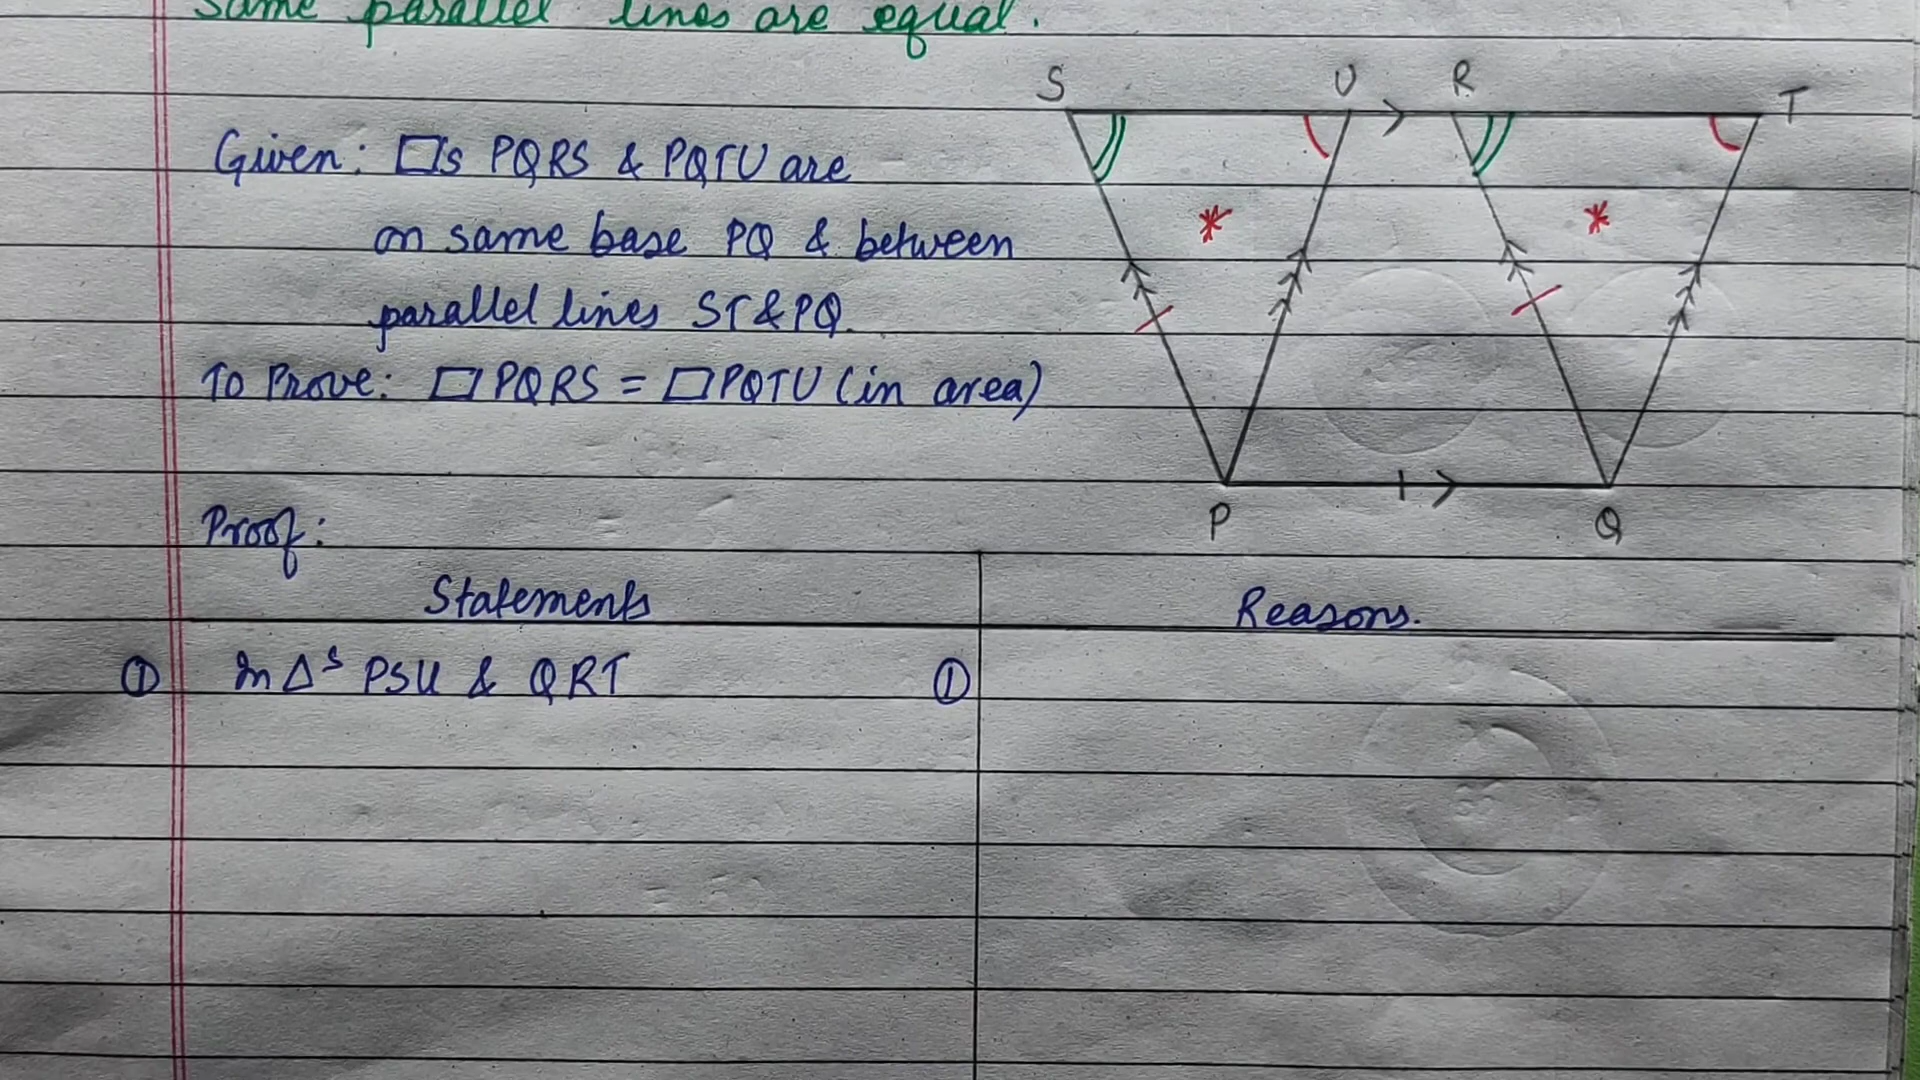 same parallel lines are equal.
S U R T
Given: ▱s PQRS & PQTU are
on same base PQ & between
parallel lines ST & PQ.
To Prove: ▱ PQRS = ▱ PQTU (in area)
P Q
Proof:
Statements Reasons.
① In Δˢ PSU & QRT ①